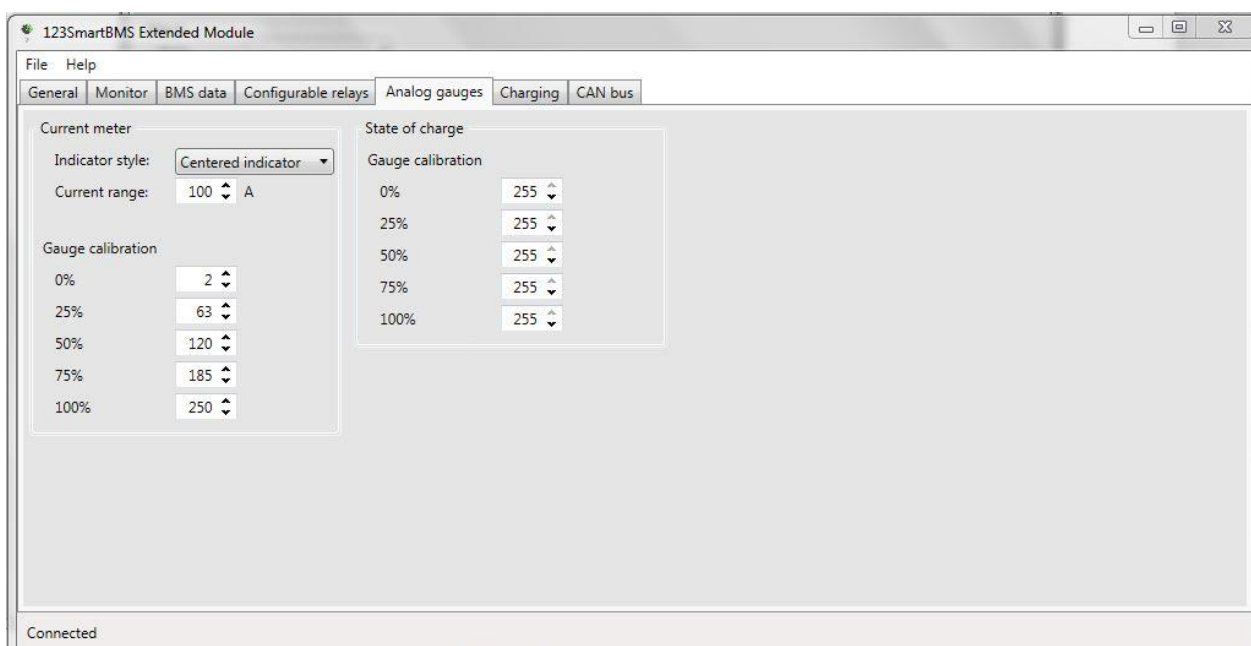 123SmartBMS Extended Module
File Help
General Monitor BMS data Configurable relays Analog gauges Charging CAN bus
Current meter
Indicator style: Centered indicator
Current range: 100 A
Gauge calibration
0% 2
25% 63
50% 120
75% 185
100% 250
State of charge
Gauge calibration
0% 255
25% 255
50% 255
75% 255
100% 255
Connected